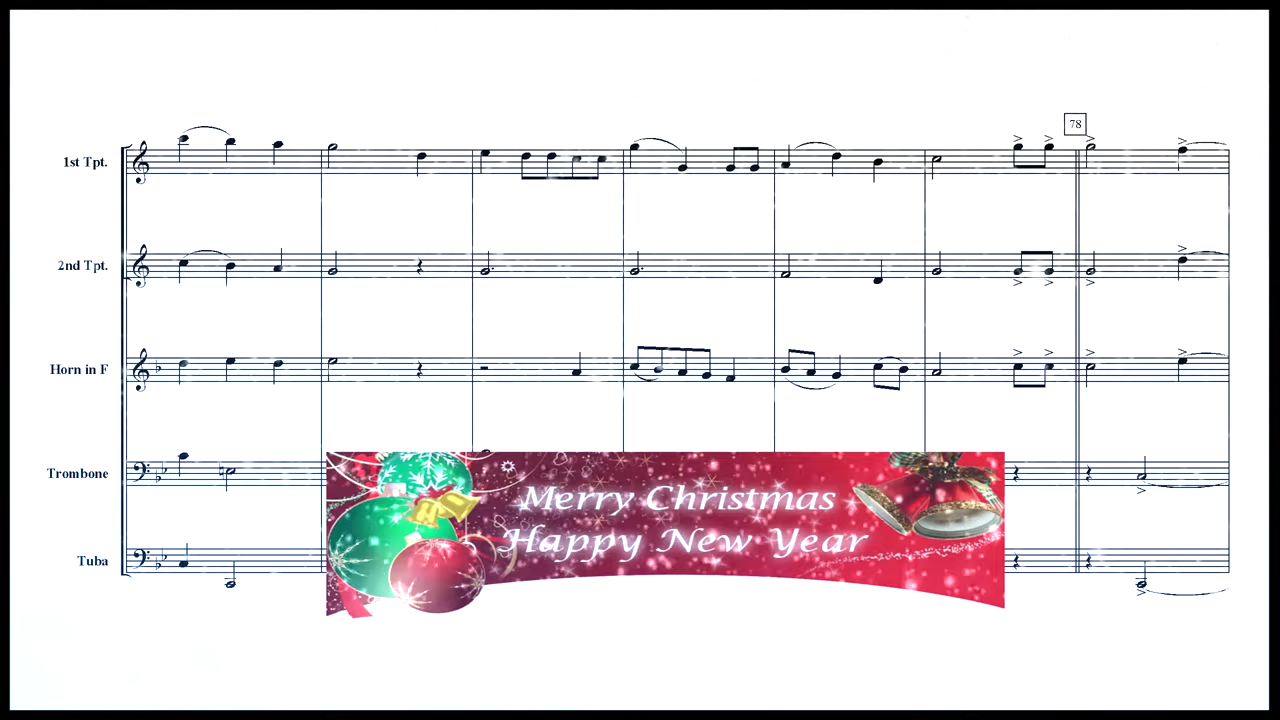 78
1st Tpt.
2nd Tpt.
Horn in F
Trombone
Tuba
Merry Christmas
Happy New Year